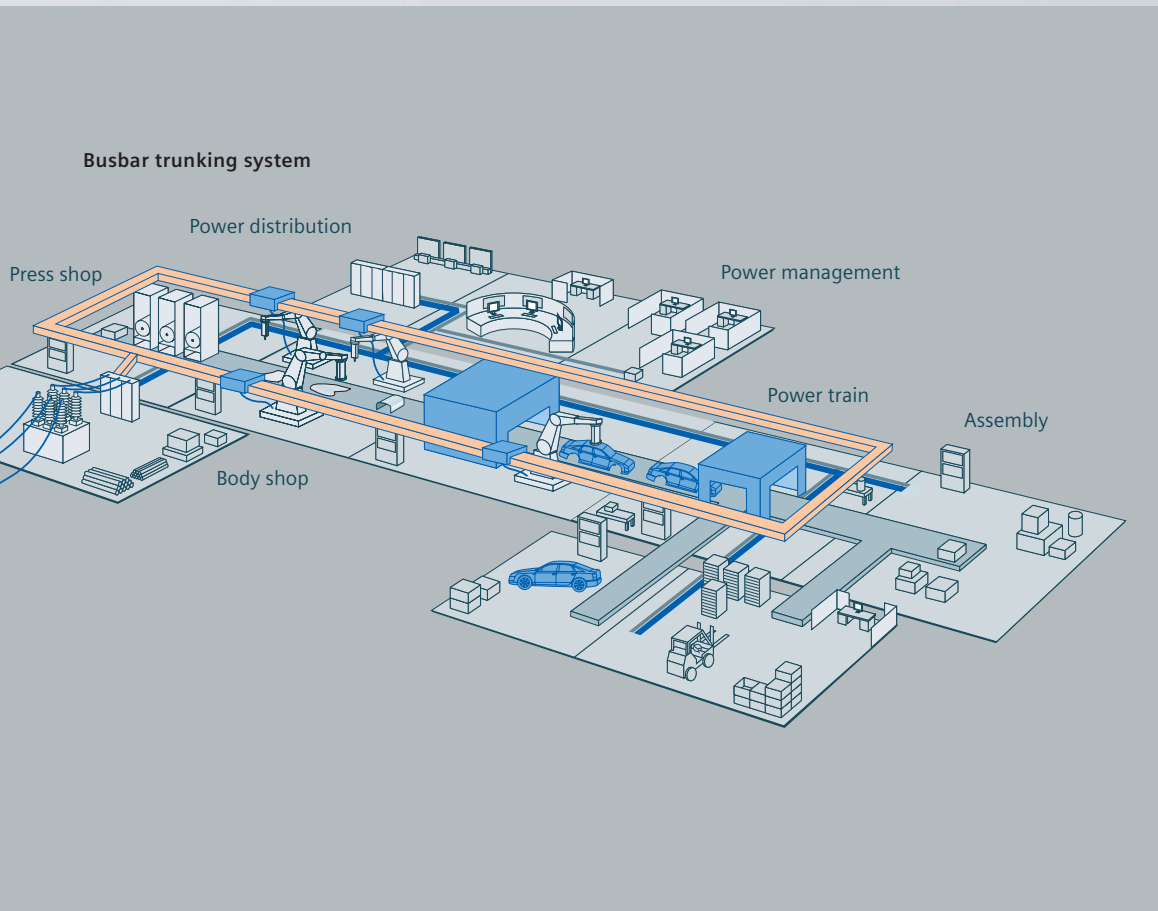 Busbar trunking system
Power distribution
Press shop
Power management
Power train
Assembly
Body shop